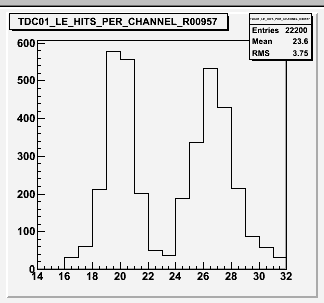 TDC01_LE_HITS_PER_CHANNEL_R00957
TDC01_LE_HITS_PER_CHANNEL_R00957
Entries 22200
Mean 23.6
RMS 3.75
600
500
400
300
200
100
0
14 16 18 20 22 24 26 28 30 32